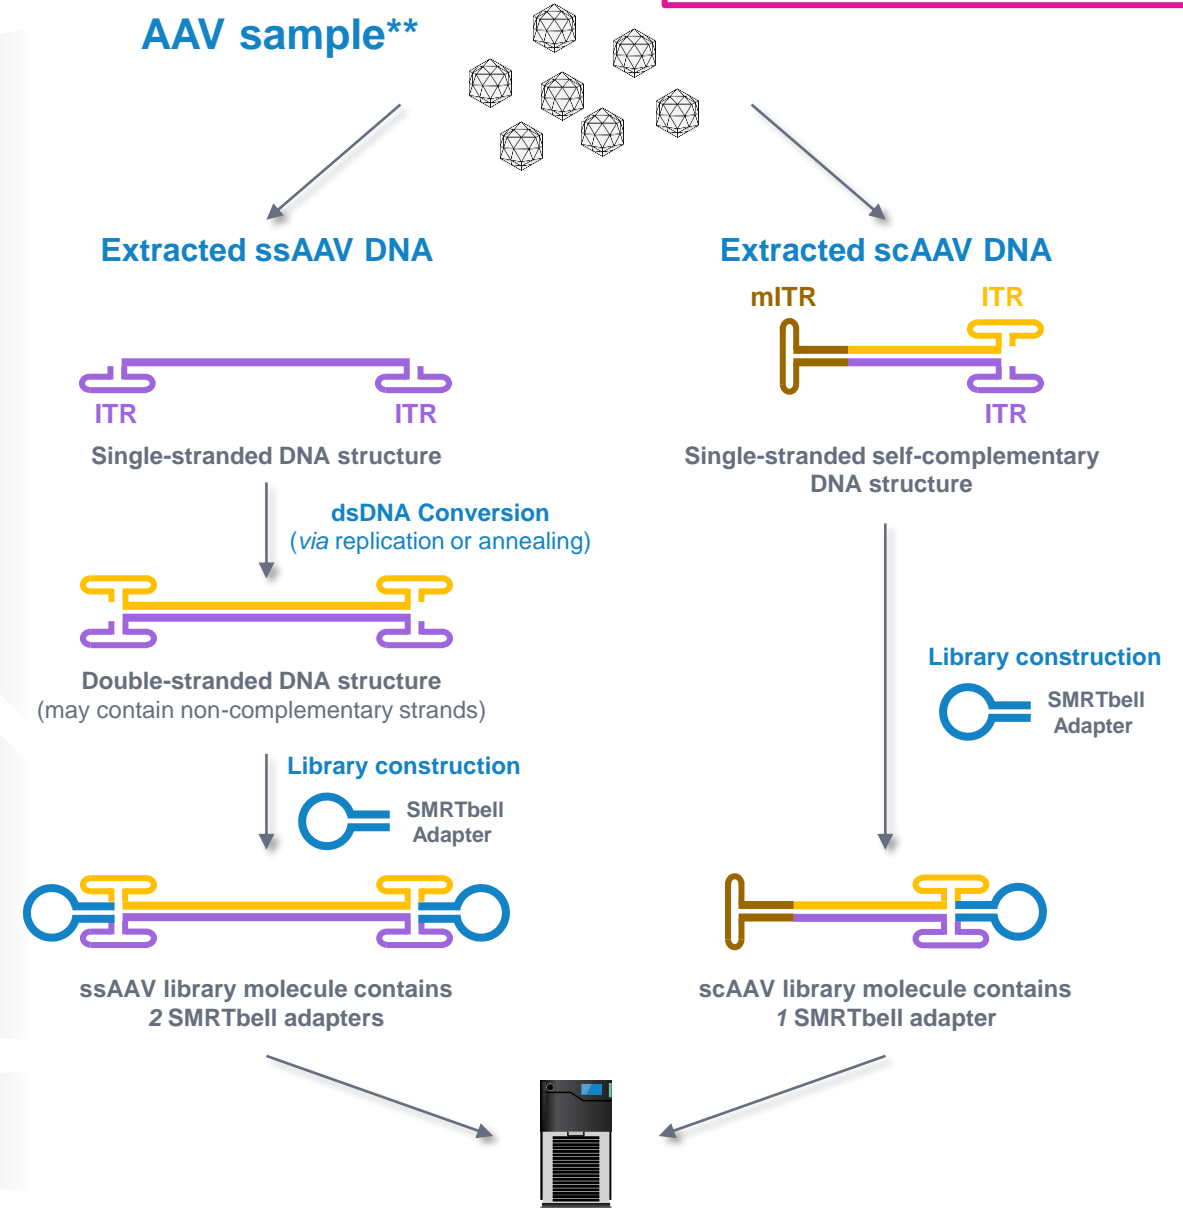 AAV sample**
Extracted ssAAV DNA
ITR
ITR
Single-stranded DNA structure
dsDNA Conversion
(via replication or annealing)
Double-stranded DNA structure
(may contain non-complementary strands)
Library construction
SMRTbell
Adapter
ssAAV library molecule contains
2 SMRTbell adapters
Extracted scAAV DNA
mITR
ITR
ITR
Single-stranded self-complementary
DNA structure
Library construction
SMRTbell
Adapter
scAAV library molecule contains
1 SMRTbell adapter